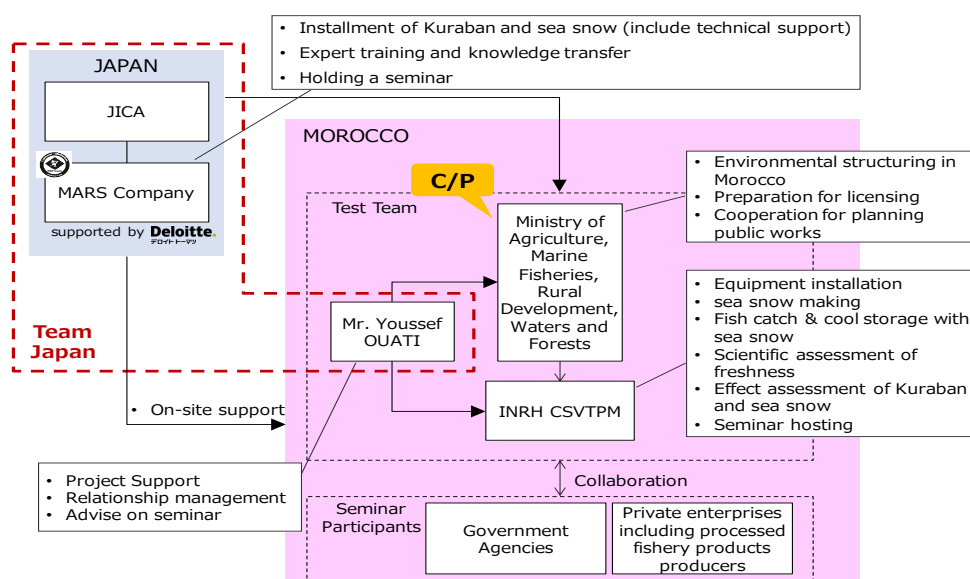 • Installment of Kuraban and sea snow (include technical support)
• Expert training and knowledge transfer
• Holding a seminar
JAPAN
JICA
MARS Company
supported by Deloitte.
デロイト トーマツ
Team
Japan
MOROCCO
C/P
Test Team
Ministry of
Agriculture,
Marine
Fisheries,
Rural
Development,
Waters and
Forests
• Environmental structuring in
Morocco
• Preparation for licensing
• Cooperation for planning
public works
Mr. Youssef
OUATI
INRH CSVTPM
• Equipment installation
• sea snow making
• Fish catch & cool storage with
sea snow
• Scientific assessment of
freshness
• Effect assessment of Kuraban
and sea snow
• Seminar hosting
• On-site support
• Project Support
• Relationship management
• Advise on seminar
Collaboration
Seminar
Participants
Government
Agencies
Private enterprises
including processed
fishery products
producers